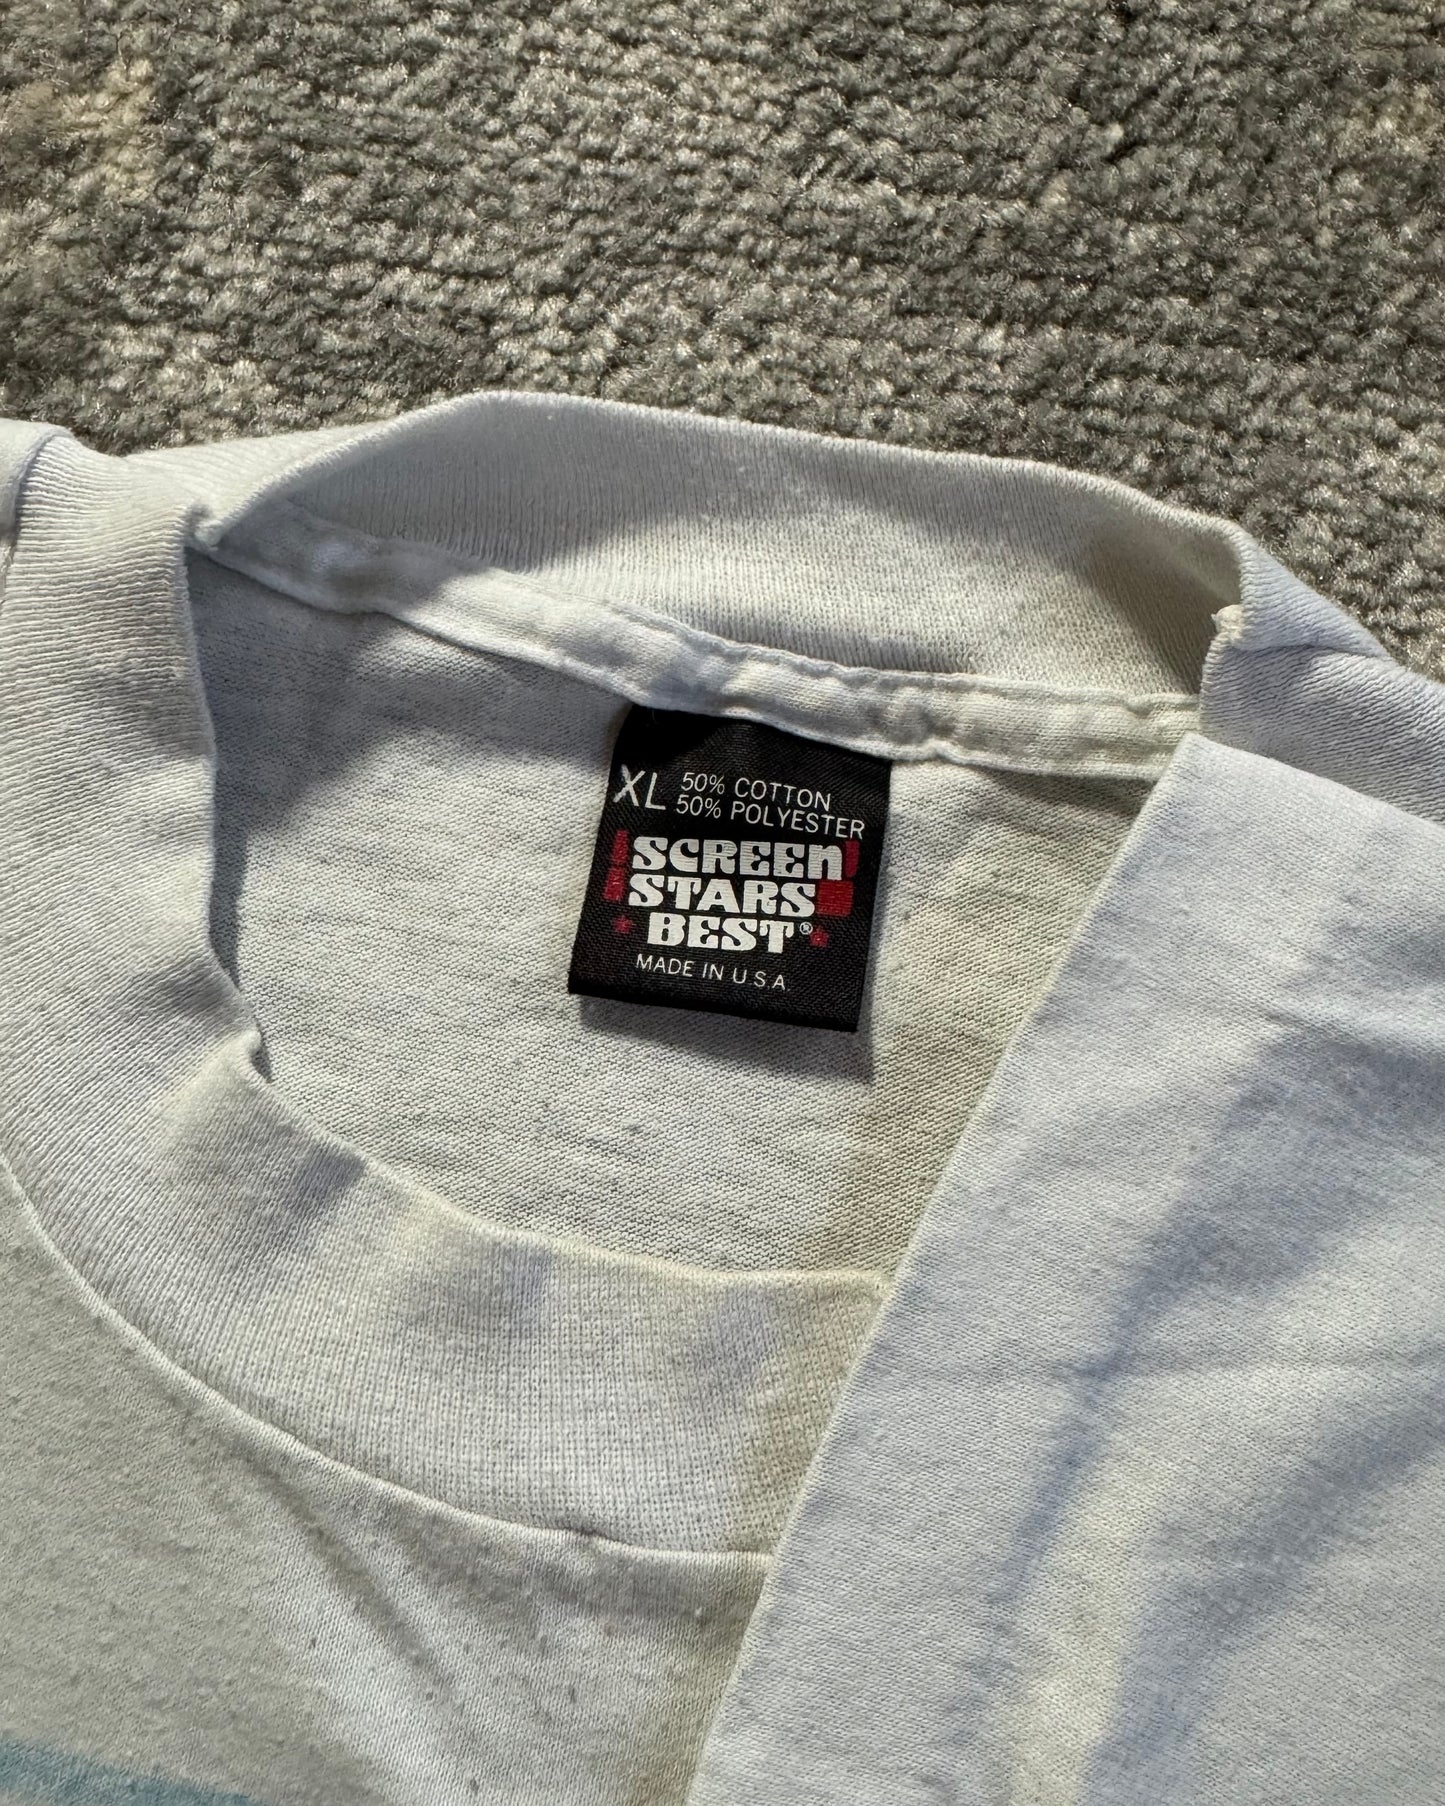 XL 50% COTTON
50% POLYESTER
SCREEN
STARS
BEST®
MADE IN U.S.A